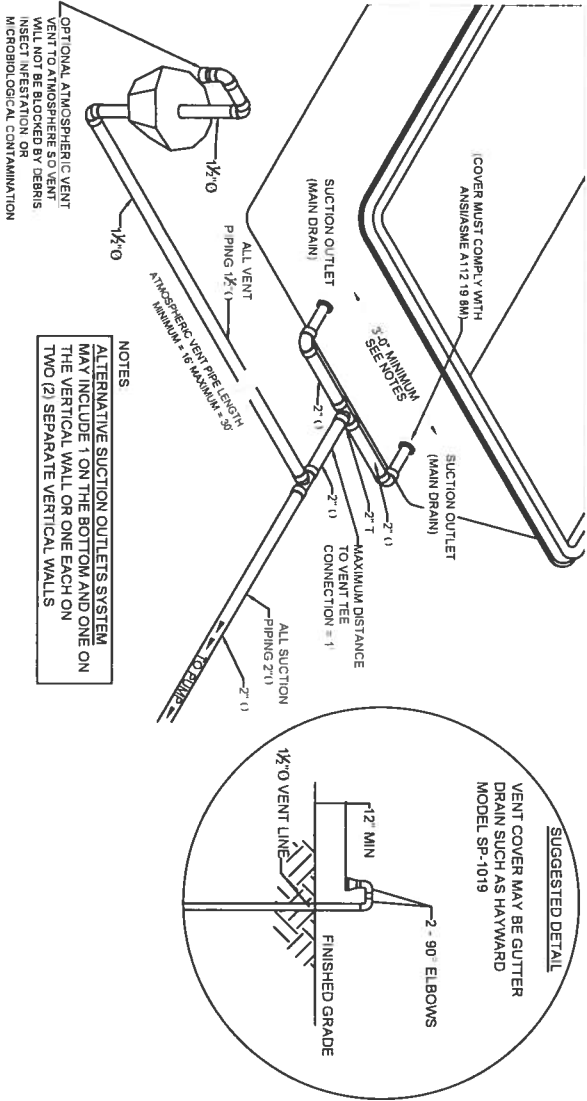 SUGGESTED DETAIL
VENT COVER MAY BE GUTTER
DRAIN SUCH AS HAYWARD
MODEL SP-1019
12" MIN
2 - 90° ELBOWS
1½"O VENT LINE
FINISHED GRADE
(COVER MUST COMPLY WITH
ANSI/ASME A112 19 8M)
SUCTION OUTLET
(MAIN DRAIN)
3'-0" MINIMUM
SEE NOTES
SUCTION OUTLET
(MAIN DRAIN)
2" ()
2" T
2" ()
2" ()
MAXIMUM DISTANCE
TO VENT TEE
CONNECTION = 1'
ALL SUCTION
PIPING 2"()
2" ()
TO PUMP
ALL VENT
PIPING 1½"()
ATMOSPHERIC VENT PIPE LENGTH
MINIMUM = 16' MAXIMUM = 30'
1½"O
1½"O
OPTIONAL ATMOSPHERIC VENT
VENT TO ATMOSPHERE SO VENT
WILL NOT BE BLOCKED BY DEBRIS
INSECT INFESTATION OR
MICROBIOLOGICAL CONTAMINATION
NOTES
ALTERNATIVE SUCTION OUTLETS SYSTEM
MAY INCLUDE 1 ON THE BOTTOM AND ONE ON
THE VERTICAL WALL OR ONE EACH ON
TWO (2) SEPARATE VERTICAL WALLS